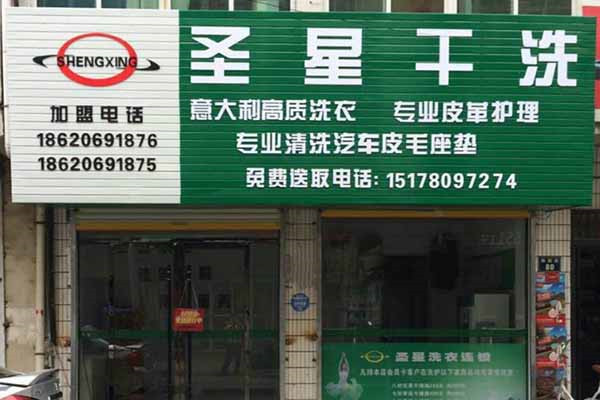 SHENGXING
圣星干洗
加盟电话
18620691876
18620691875
意大利高质洗衣 专业皮革护理
专业清洗汽车皮毛座垫
免费送取电话:15178097274
80
圣星洗衣连锁